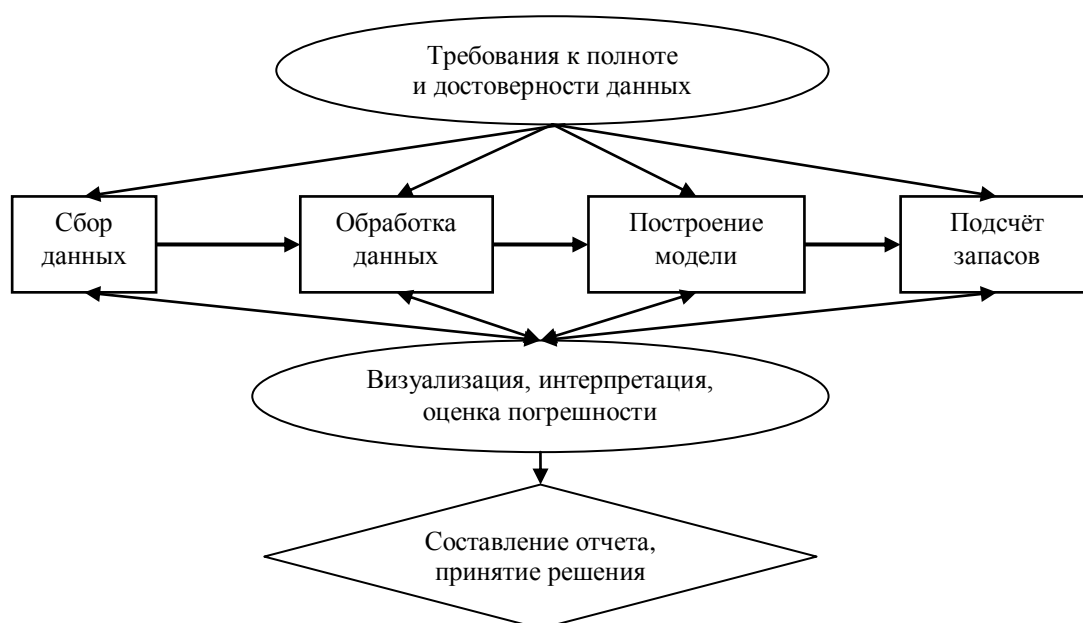 Требования к полноте
и достоверности данных
Сбор
данных
Обработка
данных
Построение
модели
Подсчёт
запасов
Визуализация, интерпретация,
оценка погрешности
Составление отчета,
принятие решения